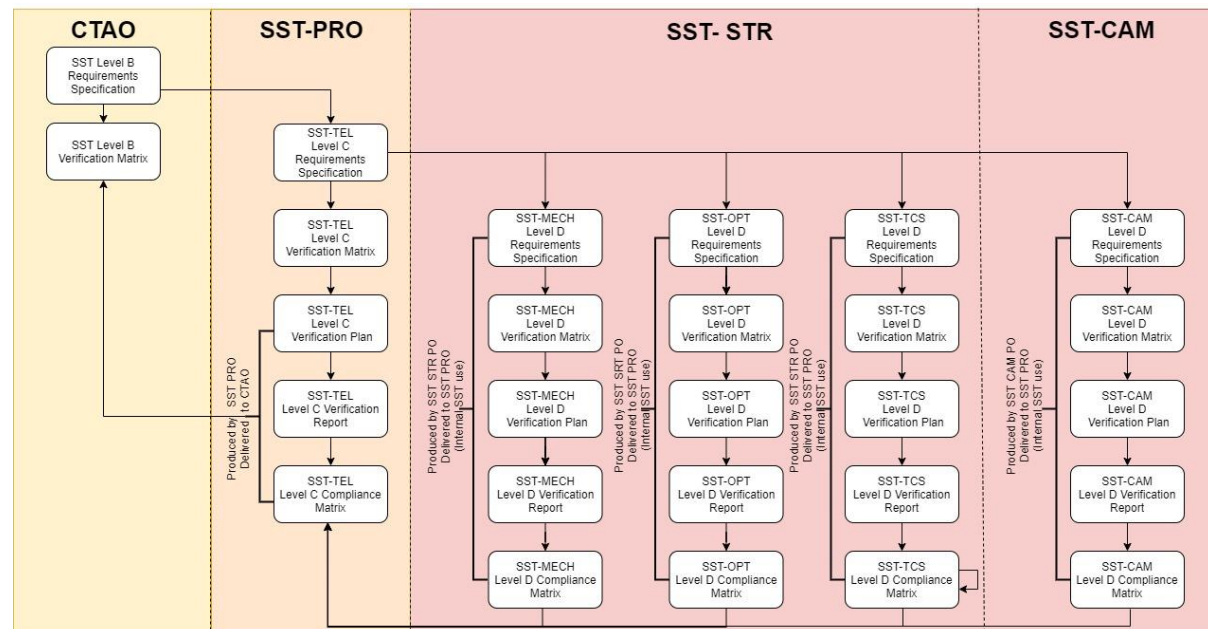 CTAO
SST-PRO
SST- STR
SST-CAM
SST Level B
Requirements
Specification
SST Level B
Verification Matrix
SST-TEL
Level C
Requirements
Specification
SST-TEL
Level C
Verification Matrix
SST-TEL
Level C
Verification Plan
SST-TEL
Level C Verification
Report
SST-TEL
Level C Compliance
Matrix
Produced by SST PRO
Delivered to CTAO
SST-MECH
Level D
Requirements
Specification
SST-MECH
Level D
Verification Matrix
SST-MECH
Level D
Verification Plan
SST-MECH
Level D Verification
Report
SST-MECH
Level D Compliance
Matrix
Produced by SST STR PO
Delivered to SST PRO
(Internal SST use)
SST-OPT
Level D
Requirements
Specification
SST-OPT
Level D
Verification Matrix
SST-OPT
Level D
Verification Plan
SST-OPT
Level D Verification
Report
SST-OPT
Level D Compliance
Matrix
Produced by SST SRT PO
Delivered to SST PRO
(Internal SST use)
SST-TCS
Level D
Requirements
Specification
SST-TCS
Level D
Verification Matrix
SST-TCS
Level D
Verification Plan
SST-TCS
Level D Verification
Report
SST-TCS
Level D Compliance
Matrix
Produced by SST STR PO
Delivered to SST PRO
(Internal SST use)
SST-CAM
Level D
Requirements
Specification
SST-CAM
Level D
Verification Matrix
SST-CAM
Level D
Verification Plan
SST-CAM
Level D Verification
Report
SST-CAM
Level D Compliance
Matrix
Produced by SST CAM PO
Delivered to SST PRO
(Internal SST use)